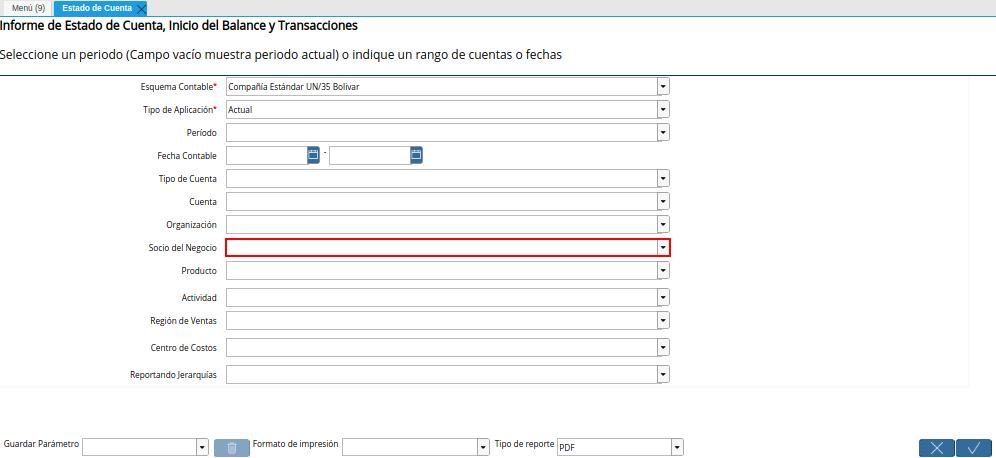 Menú (9)
Estado de Cuenta
Informe de Estado de Cuenta, Inicio del Balance y Transacciones
Seleccione un periodo (Campo vacío muestra periodo actual) o indique un rango de cuentas o fechas
Esquema Contable* Compañía Estándar UN/35 Bolivar
Tipo de Aplicación* Actual
Período
Fecha Contable -
Tipo de Cuenta
Cuenta
Organización
Socio del Negocio
Producto
Actividad
Región de Ventas
Centro de Costos
Reportando Jerarquías
Guardar Parámetro Formato de impresión Tipo de reporte PDF